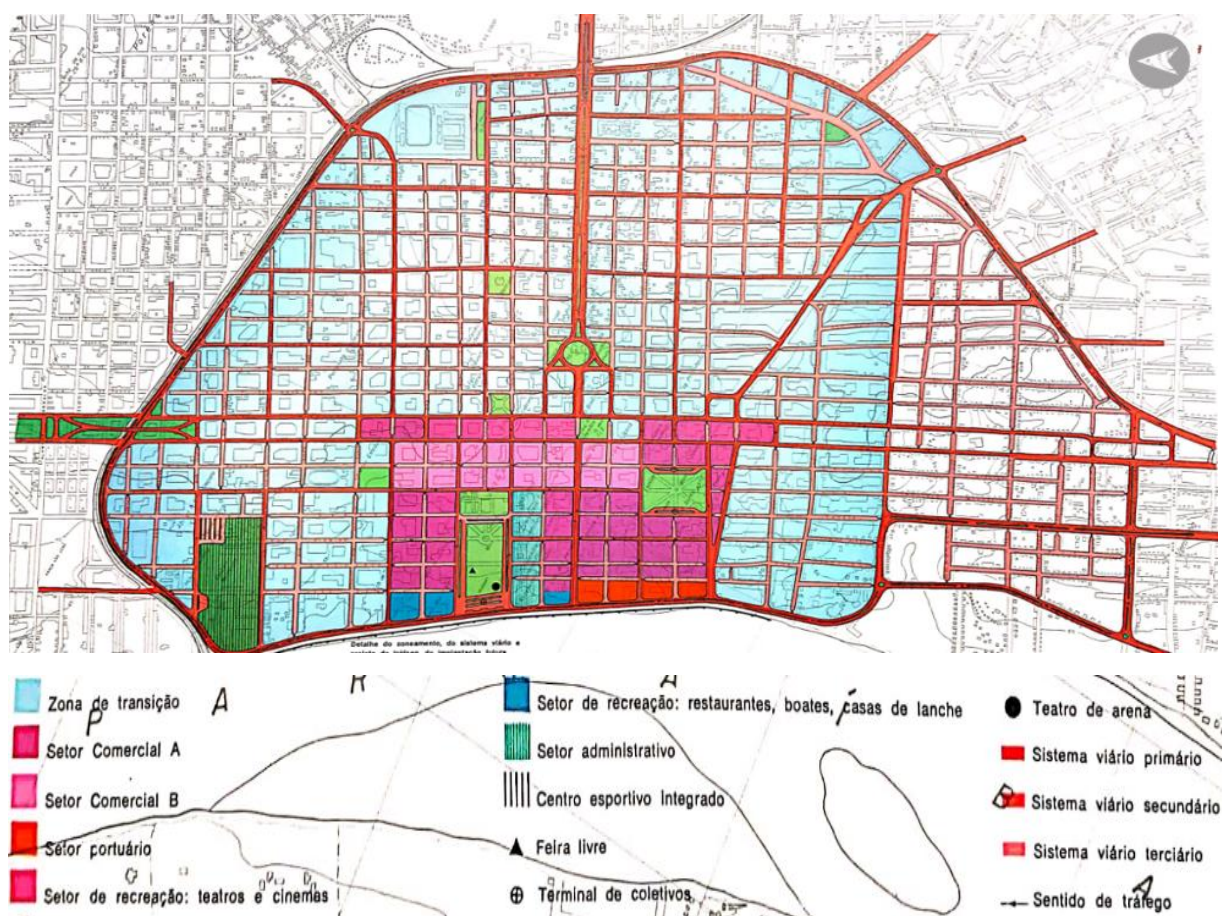 Detalhe do zoneamento, do sistema viário e
Zona de transição
Setor Comercial A
Setor Comercial B
Setor portuário
Setor de recreação: teatros e cinemas
Setor de recreação: restaurantes, boates, casas de lanche
Setor administrativo
Centro esportivo Integrado
Feira livre
Terminal de coletivos
Teatro de arena
Sistema viário primário
Sistema viário secundário
Sistema viário terciário
Sentido de tráfego
P A R A Í A